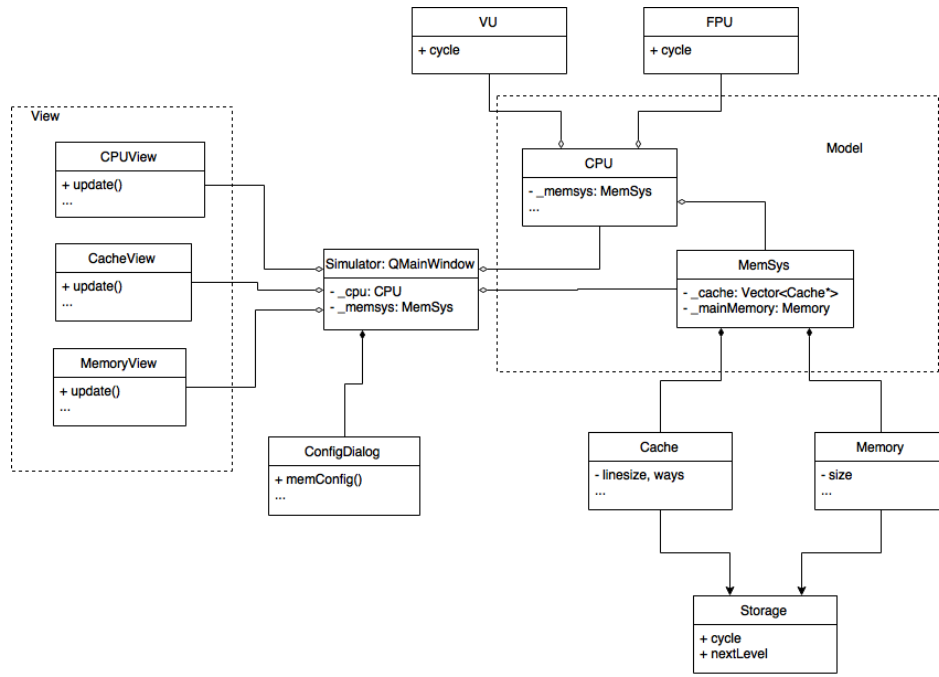 VU
+ cycle
FPU
+ cycle
View
CPUView
+ update()
...
CacheView
+ update()
...
MemoryView
+ update()
...
Model
CPU
- _memsys: MemSys
...
Simulator: QMainWindow
- _cpu: CPU
- _memsys: MemSys
MemSys
- _cache: Vector<Cache*>
- _mainMemory: Memory
ConfigDialog
+ memConfig()
...
Cache
- linesize, ways
...
Memory
- size
...
Storage
+ cycle
+ nextLevel